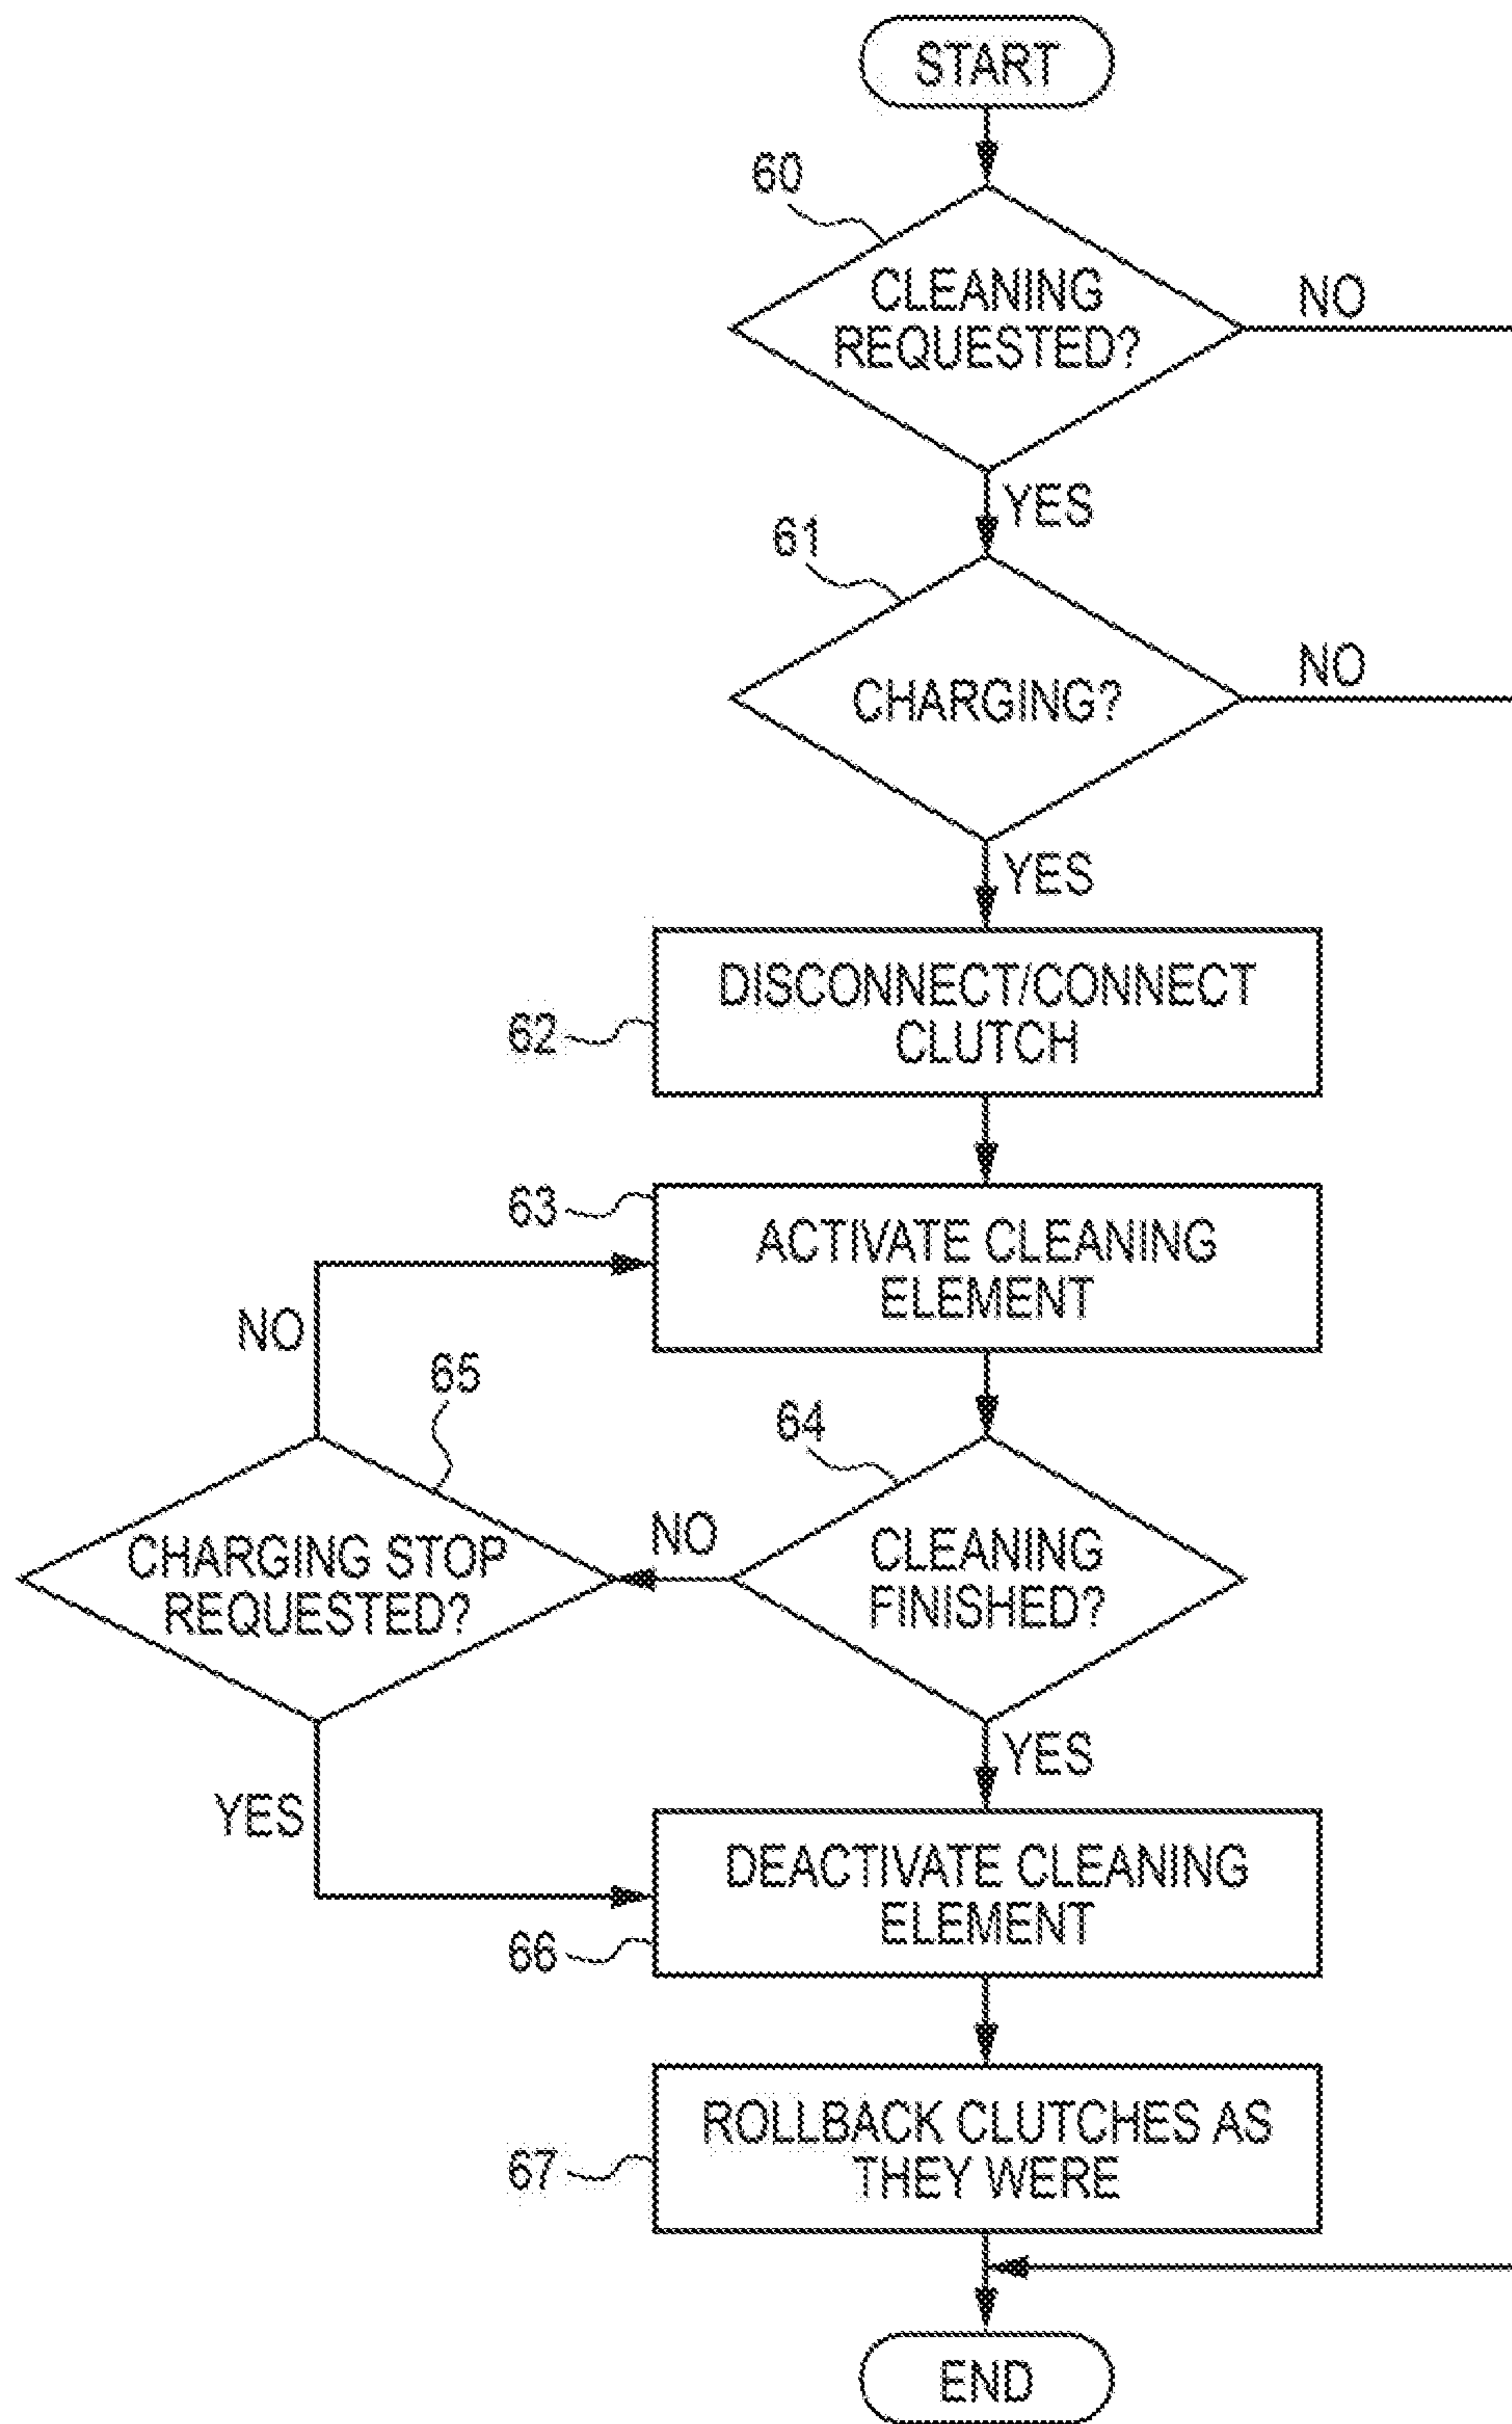 START
60
CLEANING
REQUESTED?
NO
YES
61
CHARGING?
NO
YES
62
DISCONNECT/CONNECT
CLUTCH
63
ACTIVATE CLEANING
ELEMENT
NO
65
64
CHARGING STOP
REQUESTED?
NO
CLEANING
FINISHED?
YES
YES
DEACTIVATE CLEANING
ELEMENT
66
ROLLBACK CLUTCHES AS
THEY WERE
67
END